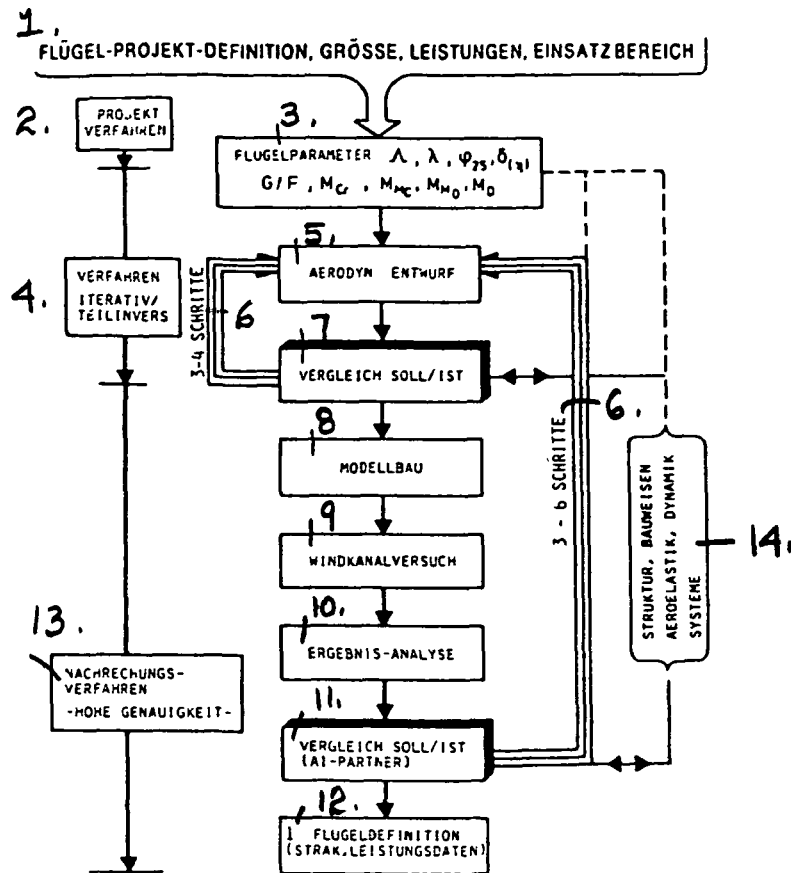 1.
FLÜGEL-PROJEKT-DEFINITION, GRÖSSE, LEISTUNGEN, EINSATZBEREICH
2.
PROJEKT
VERFAHREN
3.
FLUGELPARAMETER Λ, λ, φ25, δ(η)
G/F, MCr, MMC, MMO, MD
4.
VERFAHREN
ITERATIV/
TEILINVERS
5.
AERODYN ENTWURF
3-4 SCHRITTE
6
7
VERGLEICH SOLL/IST
6.
3 - 6 SCHRITTE
8
MODELLBAU
9
WINDKANALVERSUCH
10.
ERGEBNIS-ANALYSE
11.
VERGLEICH SOLL/IST
(AI-PARTNER)
12.
1 FLUGELDEFINITION
(STRAK, LEISTUNGSDATEN)
13.
NACHRECHUNGS-
VERFAHREN
-HOHE GENAUIGKEIT-
14.
STRUKTUR, BAUWEISEN
AEROELASTIK, DYNAMIK
SYSTEME